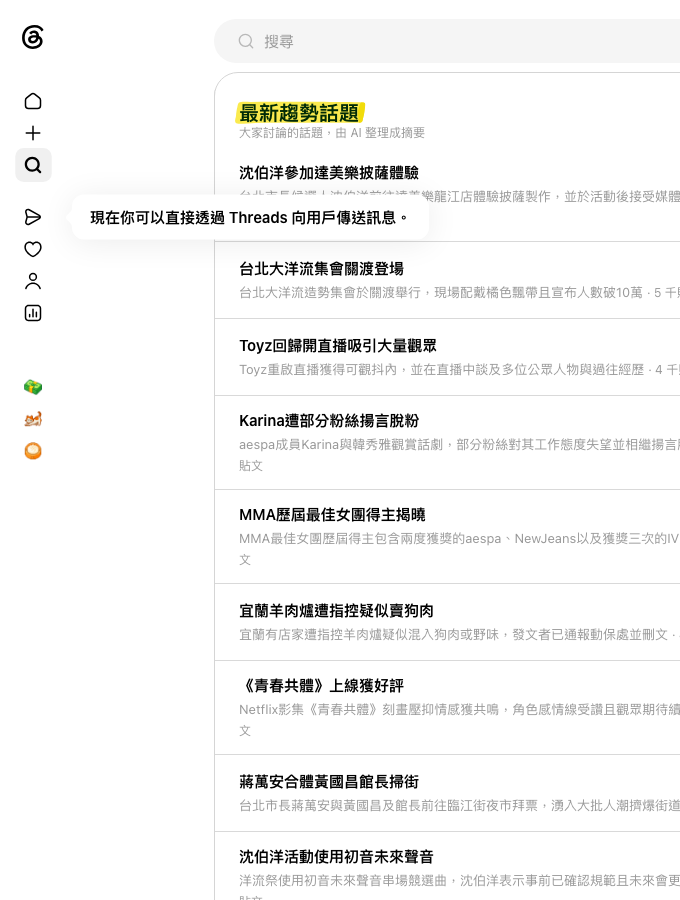 搜尋
最新趨勢話題
大家討論的話題，由 AI 整理成摘要
沈伯洋參加達美樂披薩體驗
樂龍江店體驗披薩製作，並於活動後接受媒體
現在你可以直接透過 Threads 向用戶傳送訊息。
台北大洋流集會關渡登場
台北大洋流造勢集會於關渡舉行，現場配戴橘色飄帶且宣布人數破10萬 · 5 千
Toyz回歸開直播吸引大量觀眾
Toyz重啟直播獲得可觀抖內，並在直播中談及多位公眾人物與過往經歷 · 4 千
Karina遭部分粉絲揚言脫粉
aespa成員Karina與韓秀雅觀賞話劇，部分粉絲對其工作態度失望並相繼揚言
貼文
MMA歷屆最佳女團得主揭曉
MMA最佳女團歷屆得主包含兩度獲獎的aespa、NewJeans以及獲獎三次的IV
文
宜蘭羊肉爐遭指控疑似賣狗肉
宜蘭有店家遭指控羊肉爐疑似混入狗肉或野味，發文者已通報動保處並刪文 ·
《青春共體》上線獲好評
Netflix影集《青春共體》刻畫壓抑情感獲共鳴，角色感情線受讚且觀眾期待續
文
蔣萬安合體黃國昌館長掃街
台北市長蔣萬安與黃國昌及館長前往臨江街夜市拜票，湧入大批人潮擠爆街道
沈伯洋活動使用初音未來聲音
洋流祭使用初音未來聲音串場競選曲，沈伯洋表示事前已確認規範且未來會更